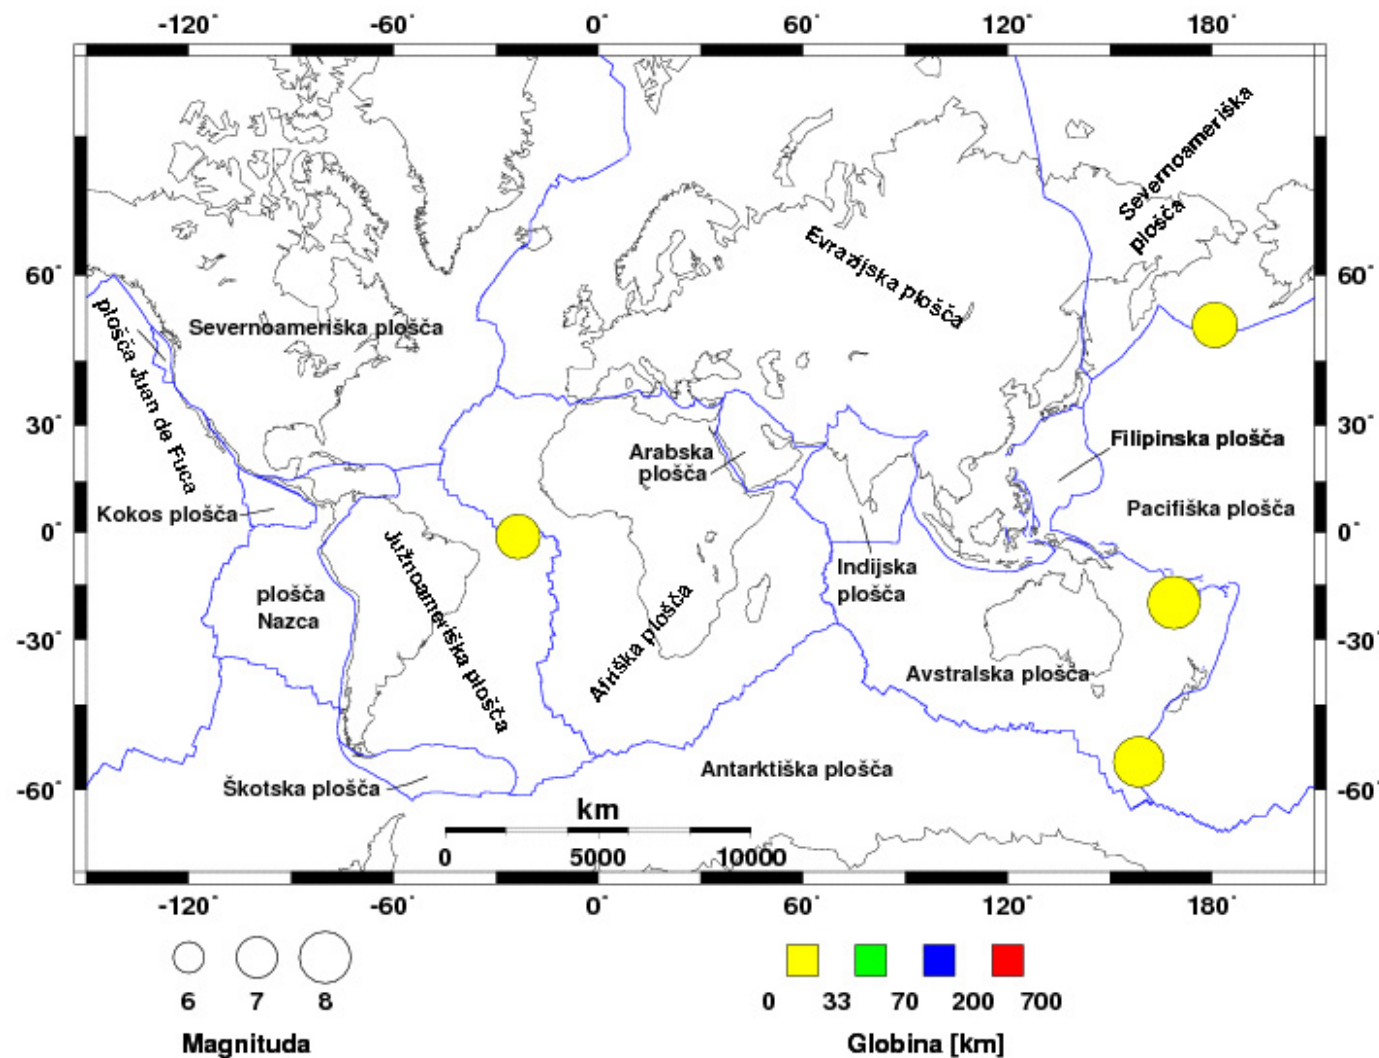 -120° -60° 0° 60° 120° 180°
60° 60°
30° 30°
0° 0°
-30° -30°
-60° -60°
Severnoameriška
plošča
Evrazijska plošča
Severnoameriška plošča
plošča Juan de Fuca
Filipinska plošča
Arabska
plošča
Kokos plošča
Pacifiška plošča
Južnoameriška plošča
Indijska
plošča
plošča
Nazca
Afriška plošča
Avstralska plošča
Antarktiška plošča
Škotska plošča
km
0 5000 10000
-120° -60° 0° 60° 120° 180°
6 7 8
0 33 70 200 700
Magnituda
Globina [km]